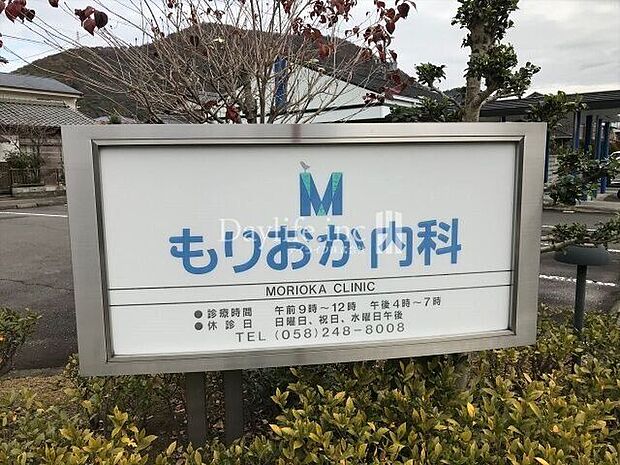 M
もりおか内科
Daylife inc
MORIOKA CLINIC
●診療時間 午前9時～12時 午後4時～7時
●休診日 日曜日、祝日、水曜日午後
TEL (058)248-8008